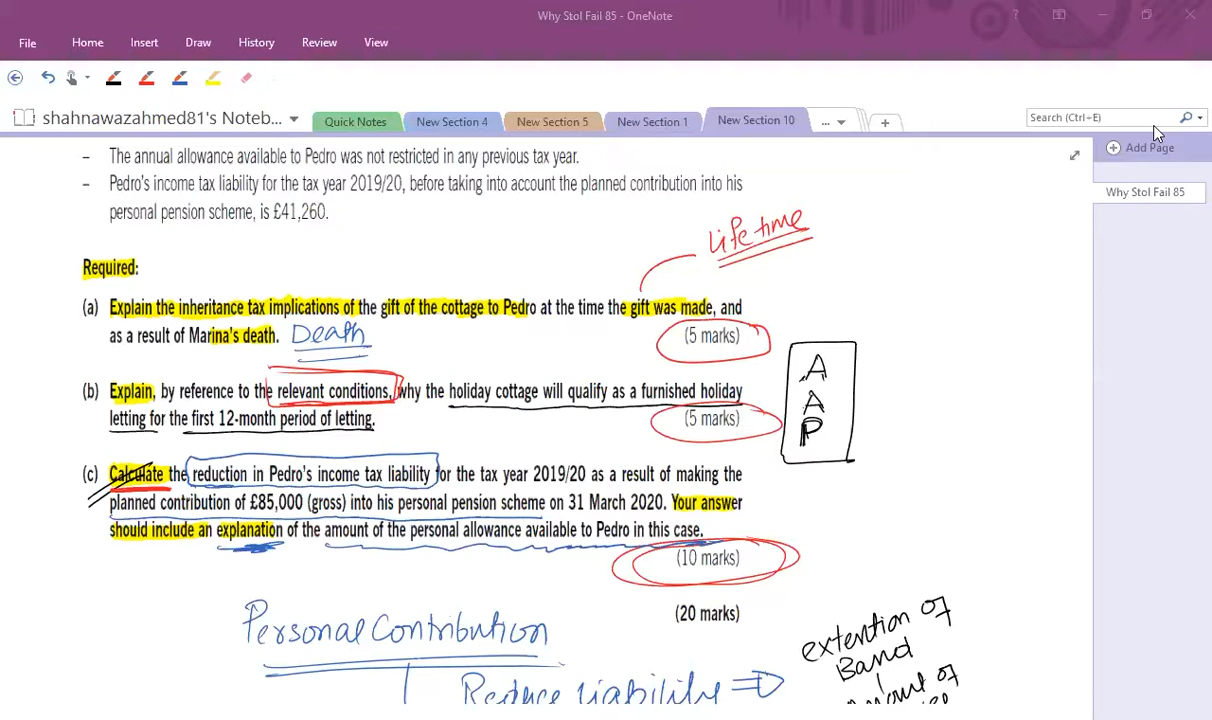 Why Stol Fail 85 - OneNote
?
File Home Insert Draw History Review View
shahnawazahmed81's Noteb...
Quick Notes
New Section 4
New Section 5
New Section 1
New Section 10
...
Search (Ctrl+E)
Add Page
Why Stol Fail 85
– The annual allowance available to Pedro was not restricted in any previous tax year.
– Pedro's income tax liability for the tax year 2019/20, before taking into account the planned contribution into his
personal pension scheme, is £41,260.
Lifetime
Required:
(a) Explain the inheritance tax implications of the gift of the cottage to Pedro at the time the gift was made, and
as a result of Marina's death. Death (5 marks)
(b) Explain, by reference to the relevant conditions, why the holiday cottage will qualify as a furnished holiday
letting for the first 12-month period of letting. (5 marks)
A
A
P
(c) Calculate the reduction in Pedro's income tax liability for the tax year 2019/20 as a result of making the
planned contribution of £85,000 (gross) into his personal pension scheme on 31 March 2020. Your answer
should include an explanation of the amount of the personal allowance available to Pedro in this case.
(10 marks)
(20 marks)
Personal Contribution
extention of
Band
Reduce liability
amount of